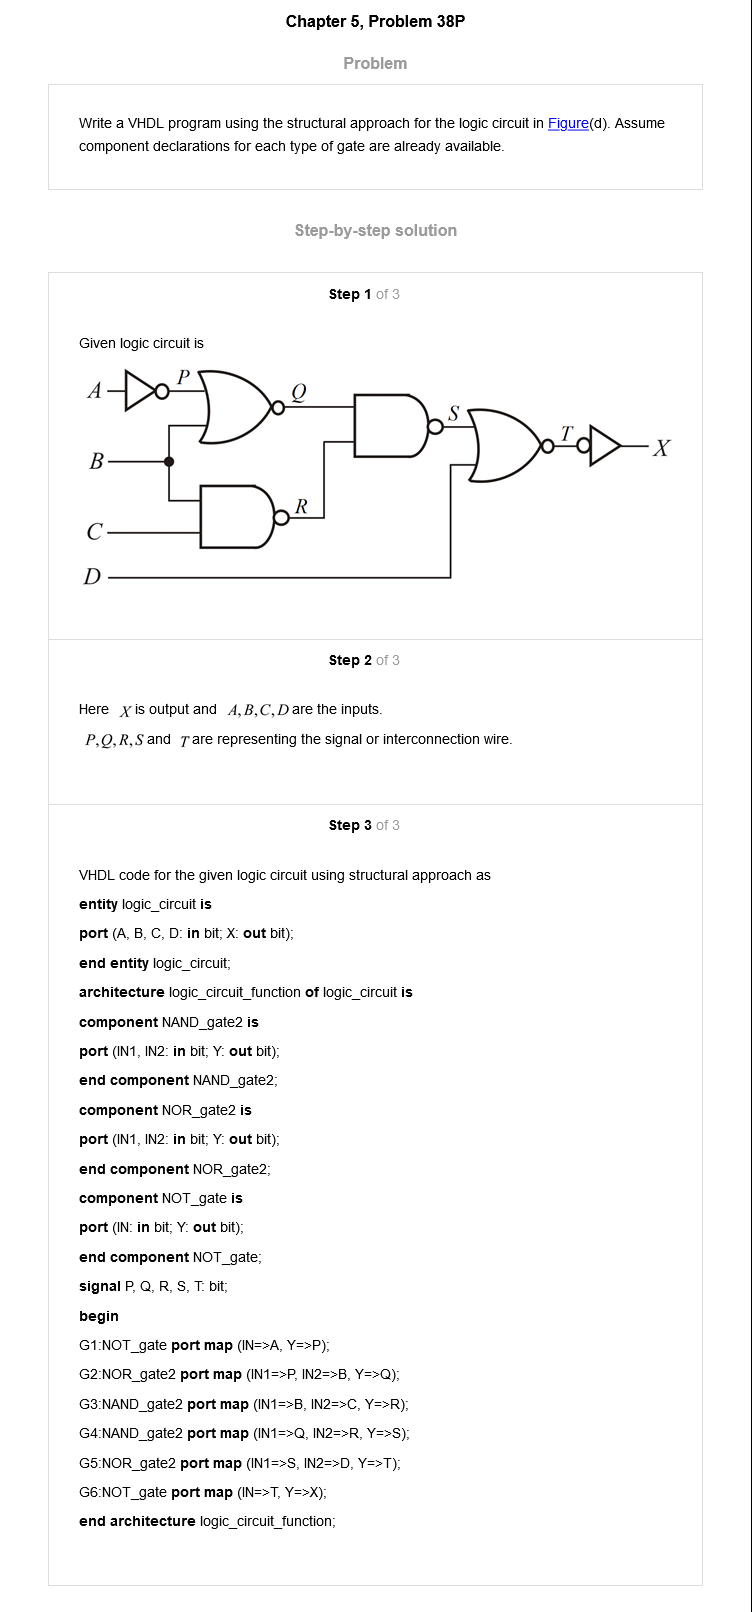 Chapter 5, Problem 38P
Problem
Write a VHDL program using the structural approach for the logic circuit in Figure(d). Assume
component declarations for each type of gate are already available.
Step-by-step solution
Step 1 of 3
Given logic circuit is
A
P
Q
S
T
X
B
R
C
D
Step 2 of 3
Here X is output and A, B, C, D are the inputs.
P, Q, R, S and T are representing the signal or interconnection wire.
Step 3 of 3
VHDL code for the given logic circuit using structural approach as
entity logic_circuit is
port (A, B, C, D: in bit; X: out bit);
end entity logic_circuit;
architecture logic_circuit_function of logic_circuit is
component NAND_gate2 is
port (IN1, IN2: in bit; Y: out bit);
end component NAND_gate2;
component NOR_gate2 is
port (IN1, IN2: in bit; Y: out bit);
end component NOR_gate2;
component NOT_gate is
port (IN: in bit; Y: out bit);
end component NOT_gate;
signal P, Q, R, S, T: bit;
begin
G1:NOT_gate port map (IN=>A, Y=>P);
G2:NOR_gate2 port map (IN1=>P, IN2=>B, Y=>Q);
G3:NAND_gate2 port map (IN1=>B, IN2=>C, Y=>R);
G4:NAND_gate2 port map (IN1=>Q, IN2=>R, Y=>S);
G5:NOR_gate2 port map (IN1=>S, IN2=>D, Y=>T);
G6:NOT_gate port map (IN=>T, Y=>X);
end architecture logic_circuit_function;